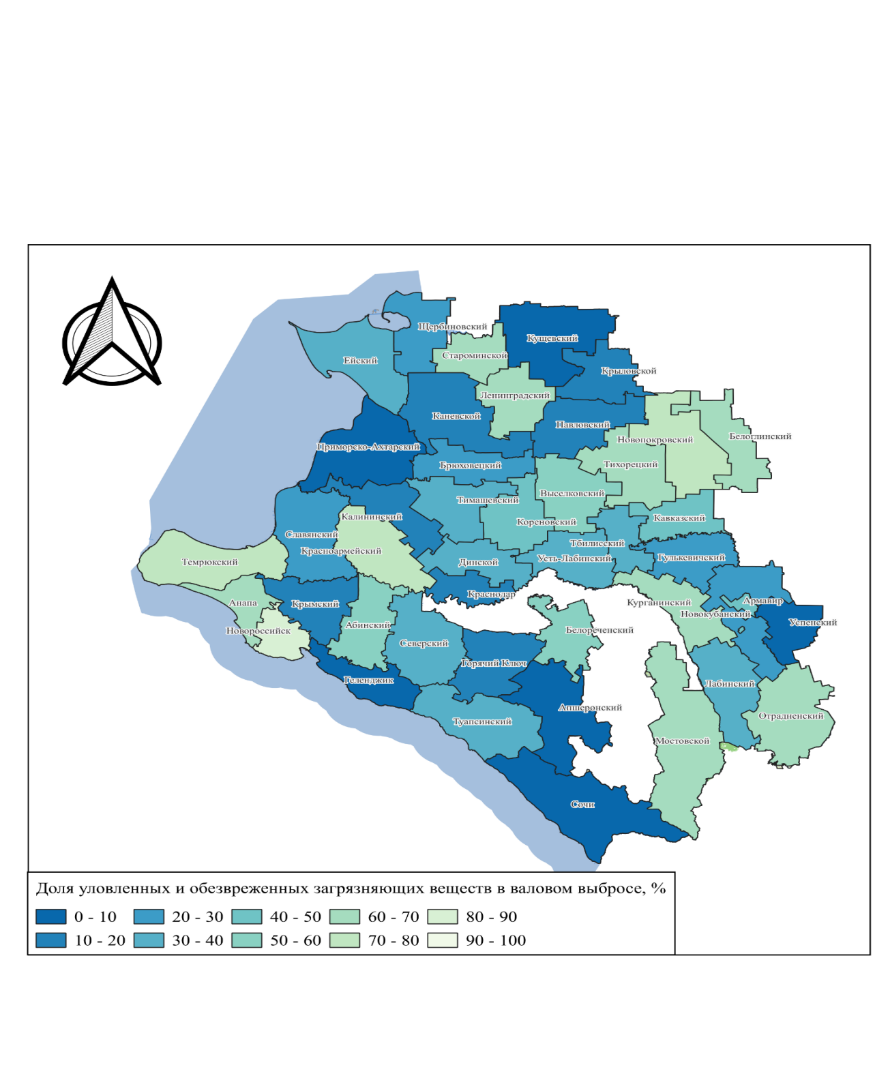 Щербиновский
Кущевский
Староминской
Ейский
Крыловской
Ленинградский
Каневской
Павловский
Новопокровский
Белоглинский
Приморско-Ахтарский
Брюховецкий
Тихорецкий
Выселковский
Тимашевский
Калининский
Кореновский
Кавказский
Славянский
Красноармейский
Тбилисский
Усть-Лабинский
Гулькевичский
Темрюкский
Динской
Краснодар
Анапа
Крымский
Курганинский
Армавир
Новокубанский
Успенский
Абинский
Новороссийск
Белореченский
Северский
Горячий Ключ
Геленджик
Лабинский
Апшеронский
Отрадненский
Туапсинский
Мостовской
Сочи
Доля уловленных и обезвреженных загрязняющих веществ в валовом выбросе, %
0 - 10 20 - 30 40 - 50 60 - 70 80 - 90
10 - 20 30 - 40 50 - 60 70 - 80 90 - 100